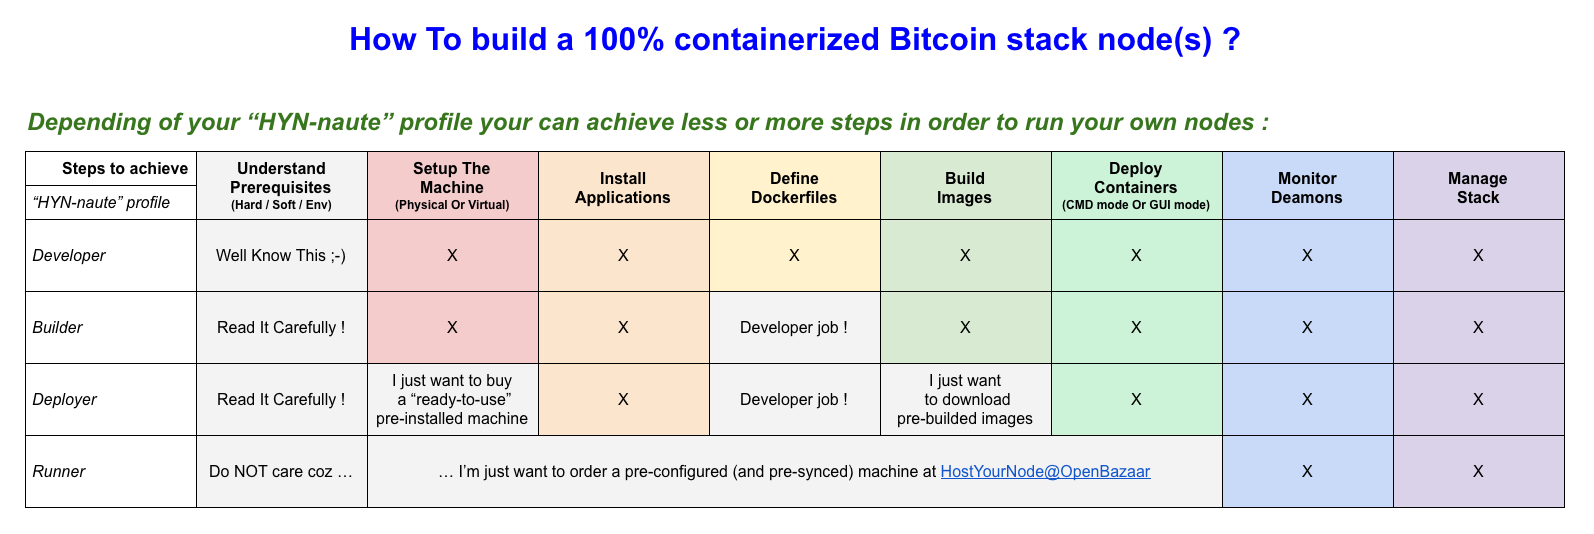 How To build a 100% containerized Bitcoin stack node(s) ?
Depending of your “HYN-naute” profile your can achieve less or more steps in order to run your own nodes :
Steps to achieve
“HYN-naute” profile
Understand
Prerequisites
(Hard / Soft / Env)
Setup The
Machine
(Physical Or Virtual)
Install
Applications
Define
Dockerfiles
Build
Images
Deploy
Containers
(CMD mode Or GUI mode)
Monitor
Deamons
Manage
Stack
Developer
Well Know This ;-)
X
X
X
X
X
X
X
Builder
Read It Carefully !
X
X
Developer job !
X
X
X
X
Deployer
Read It Carefully !
I just want to buy
a “ready-to-use”
pre-installed machine
X
Developer job !
I just want
to download
pre-builded images
X
X
X
Runner
Do NOT care coz …
… I’m just want to order a pre-configured (and pre-synced) machine at HostYourNode@OpenBazaar
X
X